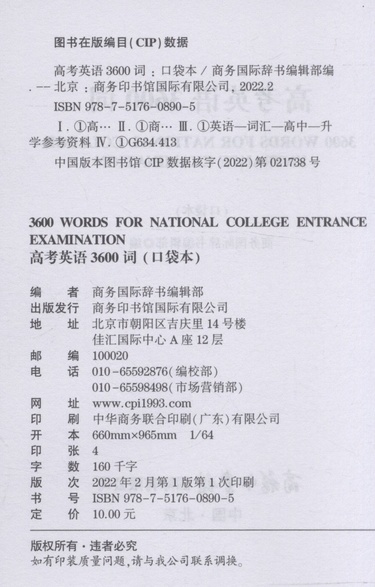 图书在版编目(CIP)数据
高考英语3600词：口袋本/商务国际辞书编辑部编
.--北京：商务印书馆国际有限公司，2022.2
ISBN 978-7-5176-0890-5
Ⅰ.①高… Ⅱ.①商… Ⅲ.①英语—词汇—高中—升
学参考资料 Ⅳ.①G634.413
中国版本图书馆CIP数据核字(2022)第021738号
3600 WORDS FOR NATIONAL COLLEGE ENTRANCE
EXAMINATION
高考英语3600词(口袋本)
编 者 商务国际辞书编辑部
出版发行 商务印书馆国际有限公司
地 址 北京市朝阳区吉庆里14号楼
佳汇国际中心A座12层
邮 编 100020
电 话 010-65592876(编校部)
010-65598498(市场营销部)
网 址 www.cpi1993.com
印 刷 中华商务联合印刷(广东)有限公司
开 本 660mm×965mm 1/64
印 张 4
字 数 160千字
版 次 2022年2月第1版第1次印刷
书 号 ISBN 978-7-5176-0890-5
定 价 10.00元
版权所有·违者必究
如有印装质量问题,请与我公司联系调换。